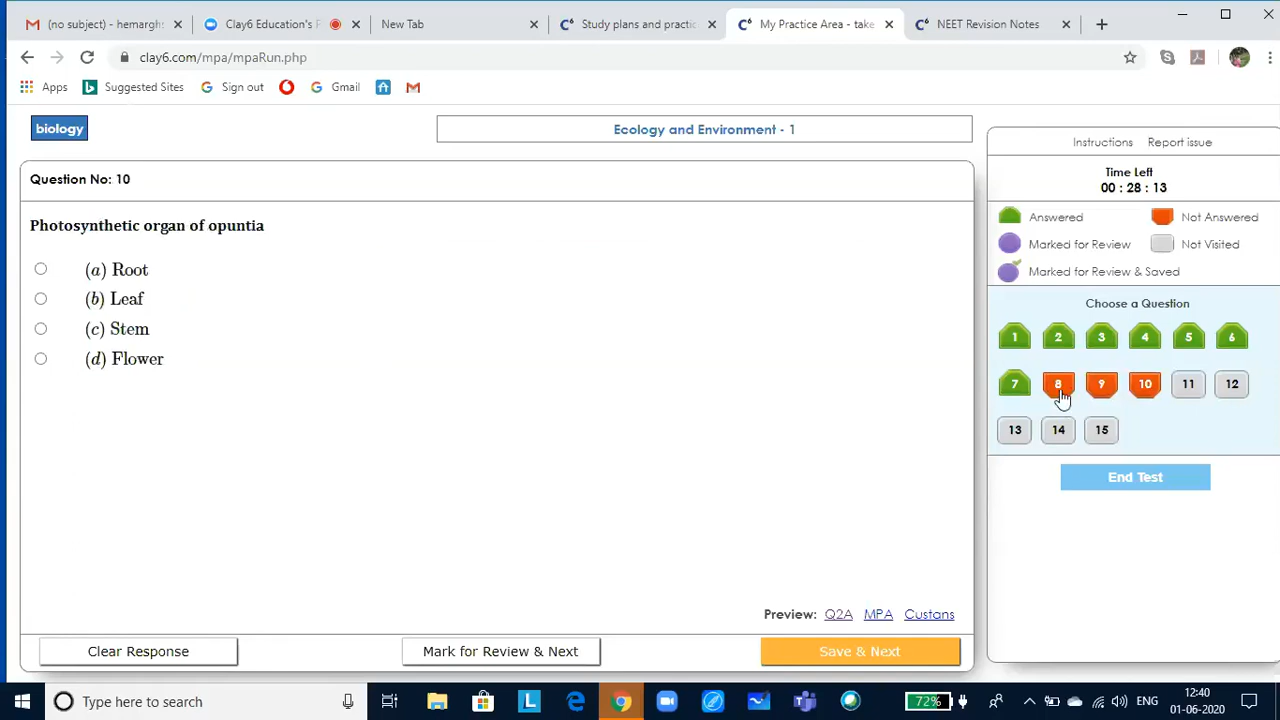 (no subject) - hemarghs
Clay6 Education's P
New Tab
Study plans and practic
My Practice Area - take
NEET Revision Notes
clay6.com/mpa/mpaRun.php
Apps
Suggested Sites
Sign out
Gmail
biology
Ecology and Environment - 1
Instructions Report issue
Question No: 10
Time Left
00 : 28 : 13
Answered
Not Answered
Marked for Review
Not Visited
Marked for Review & Saved
Photosynthetic organ of opuntia
(a) Root
(b) Leaf
(c) Stem
(d) Flower
Choose a Question
1 2 3 4 5 6
7 8 9 10 11 12
13 14 15
End Test
Preview: Q2A MPA Custans
Clear Response
Mark for Review & Next
Save & Next
Type here to search
72%
ENG
12:40
01-06-2020